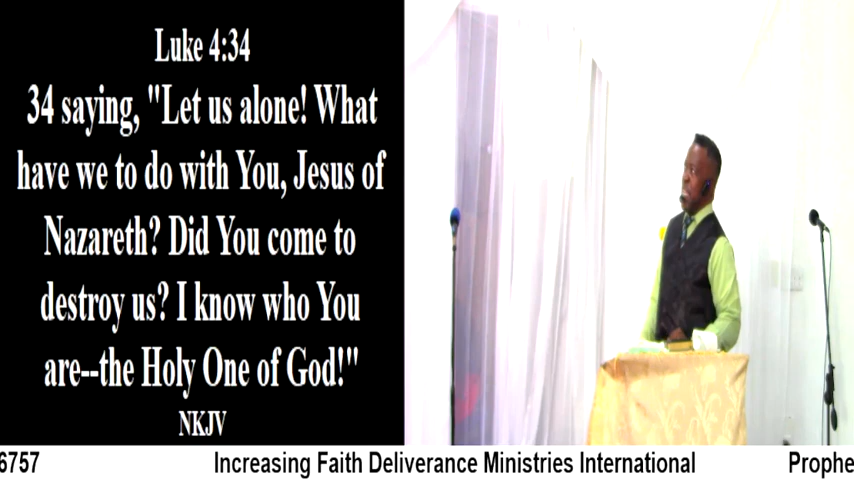 Luke 4:34
34 saying, "Let us alone! What
have we to do with You, Jesus of
Nazareth? Did You come to
destroy us? I know who You
are--the Holy One of God!"
NKJV
6757 Increasing Faith Deliverance Ministries International Prophe